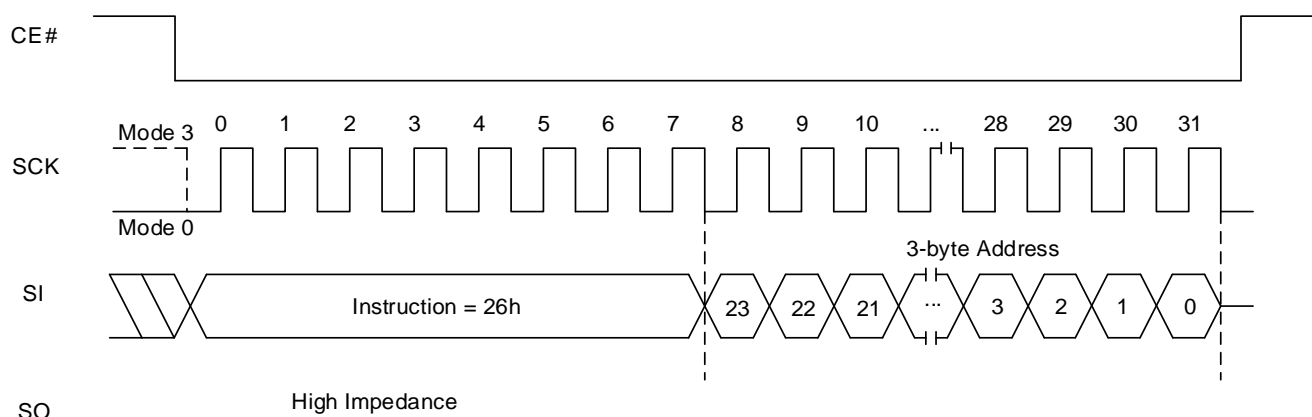 CE#
Mode 3 0 1 2 3 4 5 6 7 8 9 10 ... 28 29 30 31
SCK
Mode 0
3-byte Address
SI Instruction = 26h 23 22 21 ... 3 2 1 0
High Impedance
SO